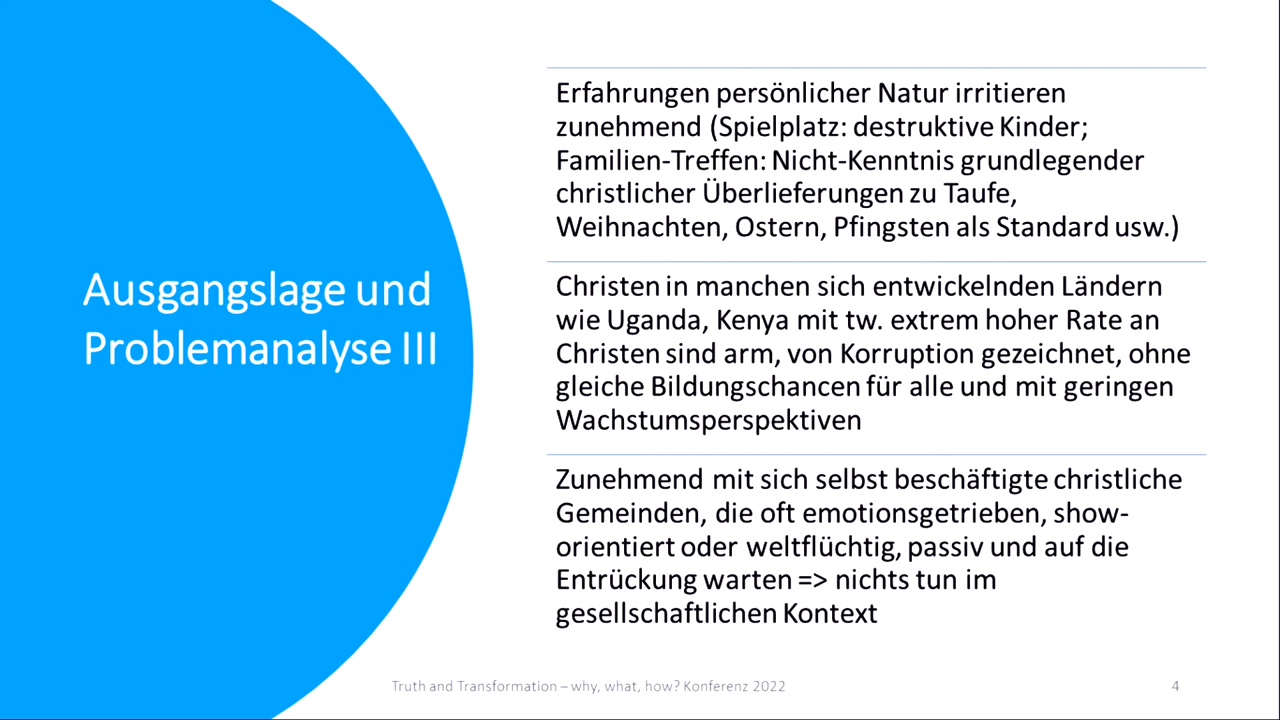 Ausgangslage und
Problemanalyse III
Erfahrungen persönlicher Natur irritieren
zunehmend (Spielplatz: destruktive Kinder;
Familien-Treffen: Nicht-Kenntnis grundlegender
christlicher Überlieferungen zu Taufe,
Weihnachten, Ostern, Pfingsten als Standard usw.)
Christen in manchen sich entwickelnden Ländern
wie Uganda, Kenya mit tw. extrem hoher Rate an
Christen sind arm, von Korruption gezeichnet, ohne
gleiche Bildungschancen für alle und mit geringen
Wachstumsperspektiven
Zunehmend mit sich selbst beschäftigte christliche
Gemeinden, die oft emotionsgetrieben, show-
orientiert oder weltflüchtig, passiv und auf die
Entrückung warten => nichts tun im
gesellschaftlichen Kontext
Truth and Transformation – why, what, how? Konferenz 2022
4